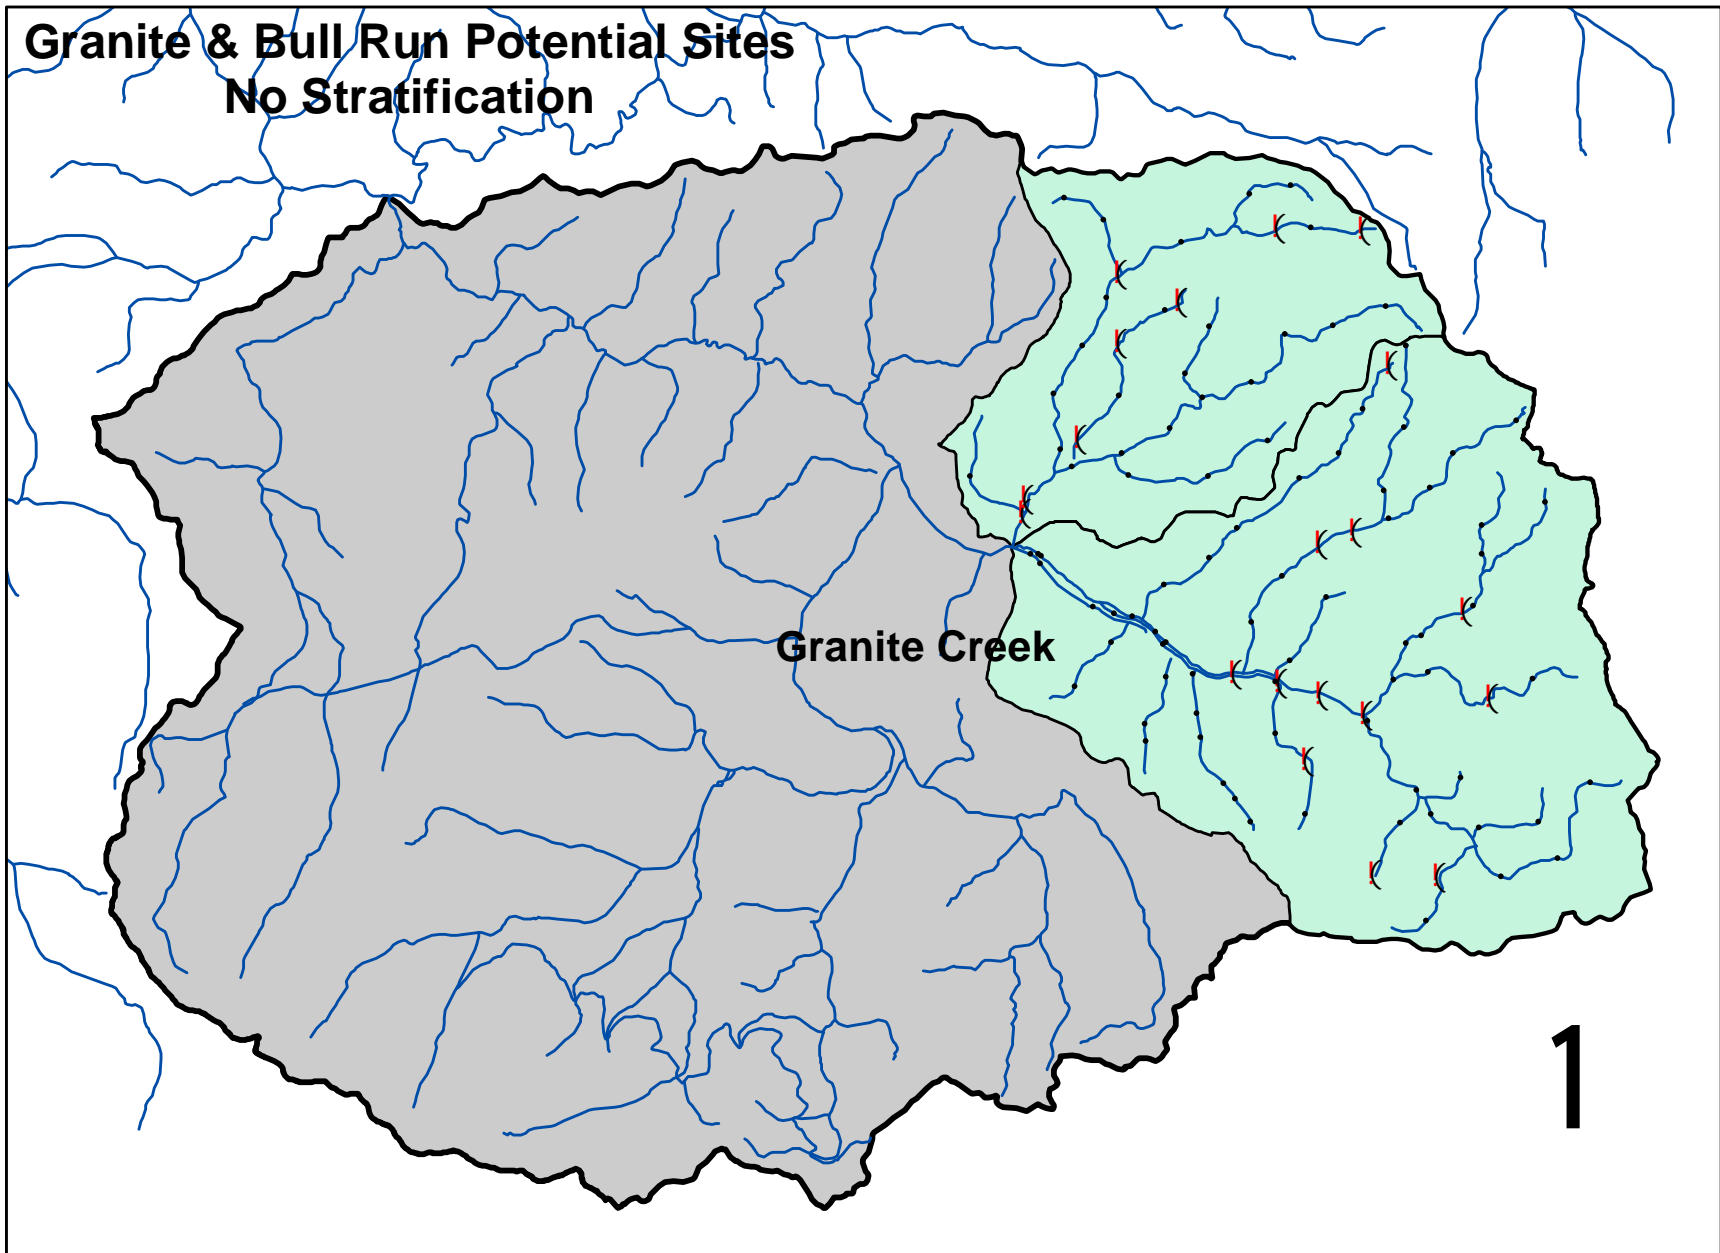 Granite & Bull Run Potential Sites
No Stratification
Granite Creek
1